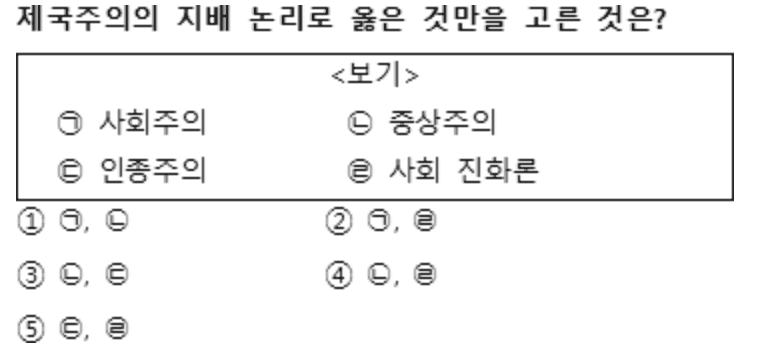 제국주의의 지배 논리로 옳은 것만을 고른 것은?
<보기>
㉠ 사회주의 ㉡ 중상주의
㉢ 인종주의 ㉣ 사회 진화론
① ㉠, ㉡ ② ㉠, ㉣
③ ㉡, ㉢ ④ ㉡, ㉣
⑤ ㉢, ㉣